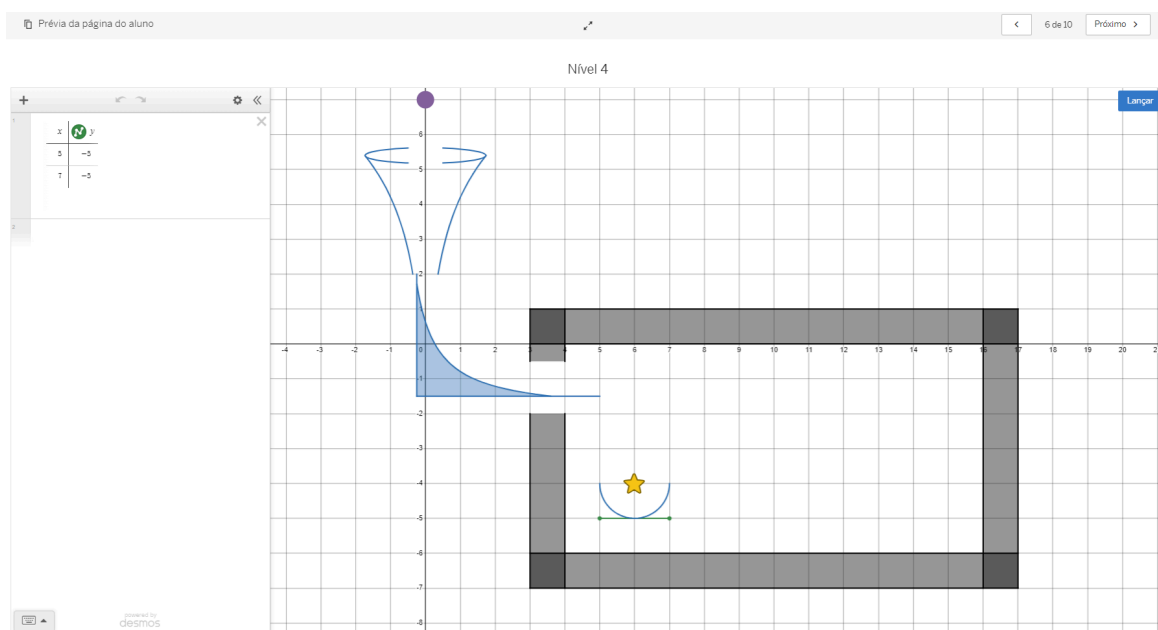 Prévia da página do aluno
6 de 10
Próximo
Nível 4
Lançar
1
x y
5 −5
7 −5
2
6
5
4
3
2
1
-4 -3 -2 -1 0 1 2 3 4 5 6 7 8 9 10 11 12 13 14 15 16 17 18 19 20 2
-1
-2
-3
-4
-5
-6
-7
-8
powered by
desmos